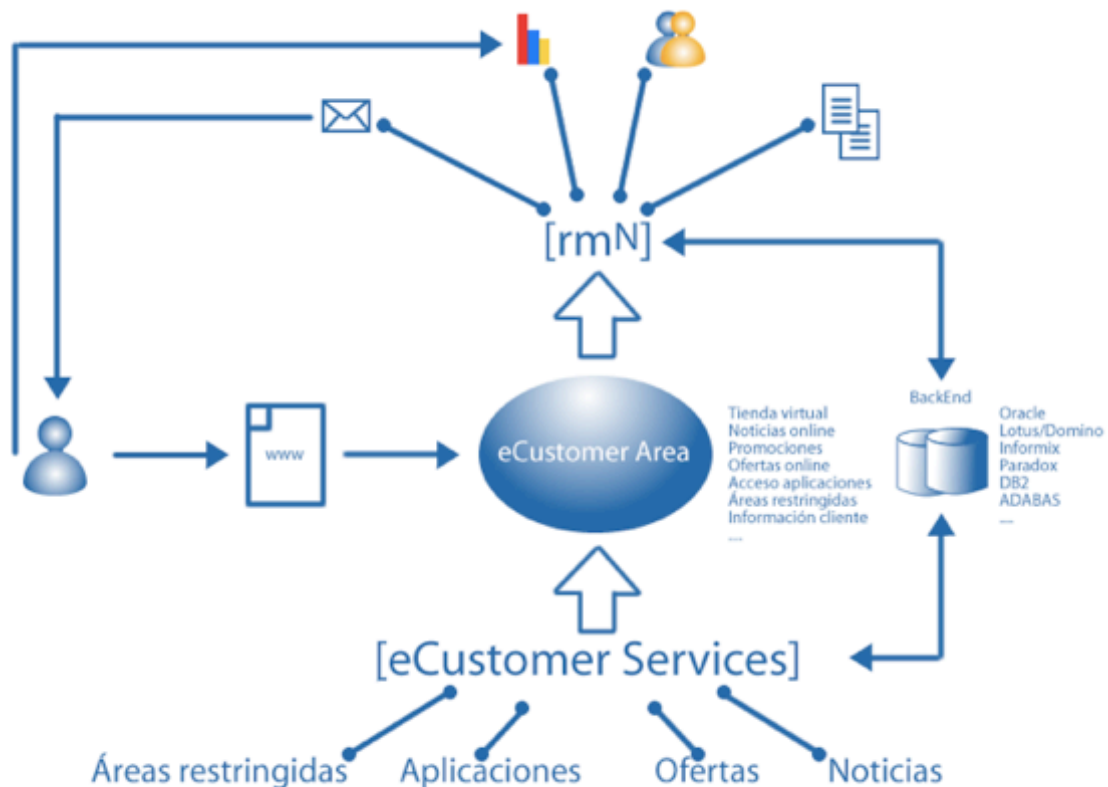 [rmN]
BackEnd
www
eCustomer Area
Tienda virtual
Noticias online
Promociones
Ofertas online
Acceso aplicaciones
Áreas restringidas
Información cliente
....
Oracle
Lotus/Domino
Informix
Paradox
DB2
ADABAS
....
[eCustomer Services]
Áreas restringidas
Aplicaciones
Ofertas
Noticias